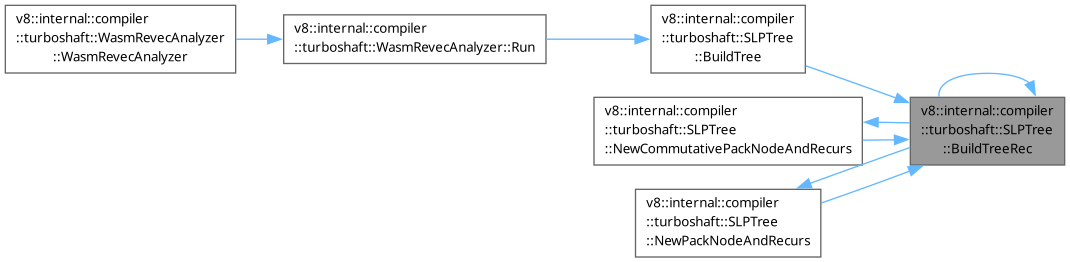 v8::internal::compiler
::turboshaft::WasmRevecAnalyzer
::WasmRevecAnalyzer
v8::internal::compiler
::turboshaft::WasmRevecAnalyzer::Run
v8::internal::compiler
::turboshaft::SLPTree
::BuildTree
v8::internal::compiler
::turboshaft::SLPTree
::NewCommutativePackNodeAndRecurs
v8::internal::compiler
::turboshaft::SLPTree
::NewPackNodeAndRecurs
v8::internal::compiler
::turboshaft::SLPTree
::BuildTreeRec